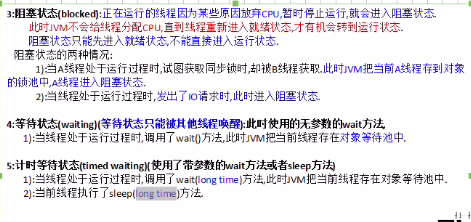 3:阻塞状态(blocked):正在运行的线程因为某些原因放弃CPU,暂时停止运行,就会进入阻塞状态.
此时JVM不会给线程分配CPU,直到线程重新进入就绪状态,才有机会转到运行状态.
阻塞状态只能先进入就绪状态,不能直接进入运行状态.
阻塞状态的两种情况:
1):当A线程处于运行过程时,试图获取同步锁时,却被B线程获取.此时JVM把当前A线程存到对象
的锁池中,A线程进入阻塞状态.
2):当线程处于运行过程时,发出了IO请求时,此时进入阻塞状态.
4:等待状态(waiting)(等待状态只能被其他线程唤醒):此时使用的无参数的wait方法,
1):当线程处于运行过程时,调用了wait()方法,此时JVM把当前线程存在对象等待池中.
5:计时等待状态(timed waiting)(使用了带参数的wait方法或者sleep方法)
1):当线程处于运行过程时,调用了wait(long time)方法,此时JVM把当前线程存在对象等待池中.
2):当前线程执行了sleep(long time)方法.